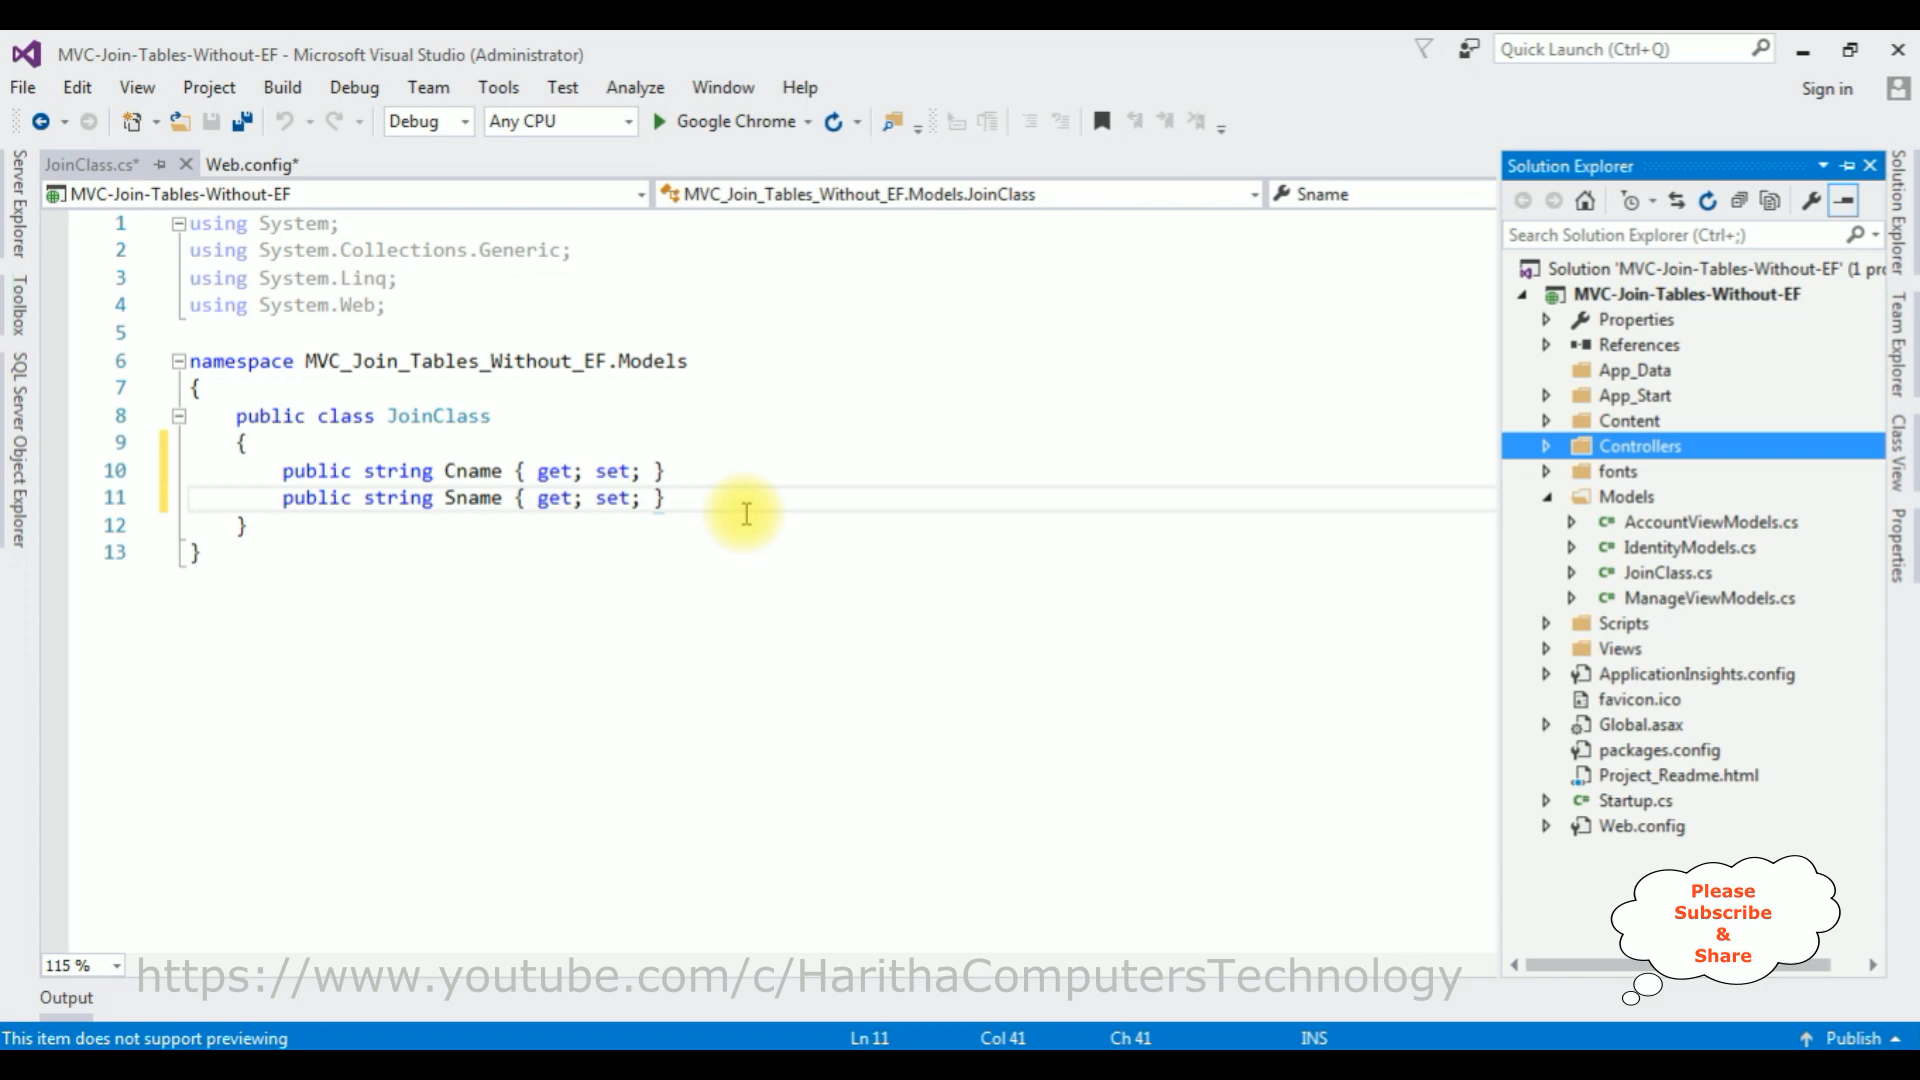 MVC-Join-Tables-Without-EF - Microsoft Visual Studio (Administrator)
Quick Launch (Ctrl+Q)
File Edit View Project Build Debug Team Tools Test Analyze Window Help
Sign in
Debug Any CPU Google Chrome
Server Explorer
Toolbox
SQL Server Object Explorer
JoinClass.cs* Web.config*
MVC-Join-Tables-Without-EF MVC_Join_Tables_Without_EF.Models.JoinClass Sname
1 using System;
2 using System.Collections.Generic;
3 using System.Linq;
4 using System.Web;
5
6 namespace MVC_Join_Tables_Without_EF.Models
7 {
8 public class JoinClass
9 {
10 public string Cname { get; set; }
11 public string Sname { get; set; }
12 }
13 }
115 %
https://www.youtube.com/c/HarithaComputersTechnology
Output
Solution Explorer
Search Solution Explorer (Ctrl+;)
Solution 'MVC-Join-Tables-Without-EF' (1 pro
MVC-Join-Tables-Without-EF
Properties
References
App_Data
App_Start
Content
Controllers
fonts
Models
AccountViewModels.cs
IdentityModels.cs
JoinClass.cs
ManageViewModels.cs
Scripts
Views
ApplicationInsights.config
favicon.ico
Global.asax
packages.config
Project_Readme.html
Startup.cs
Web.config
Please
Subscribe
&
Share
Solution Explorer
Team Explorer
Class View
Properties
This item does not support previewing Ln 11 Col 41 Ch 41 INS Publish